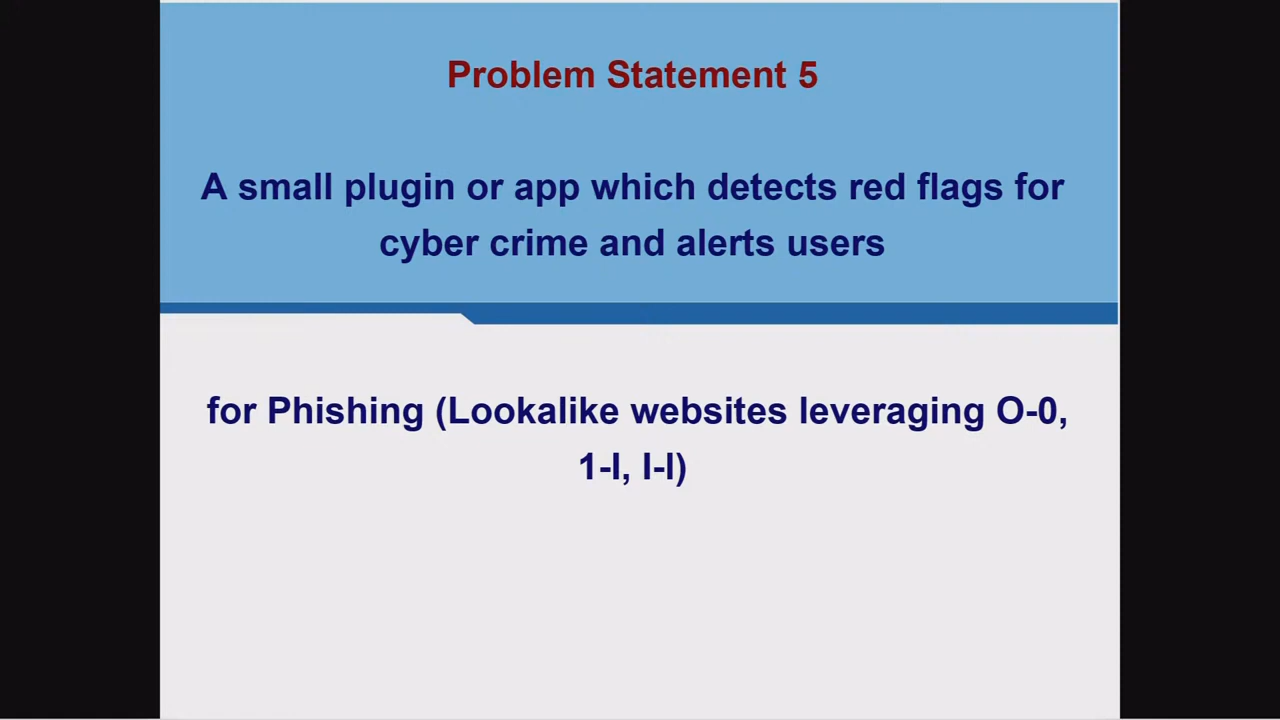 Problem Statement 5
A small plugin or app which detects red flags for
cyber crime and alerts users
for Phishing (Lookalike websites leveraging O-0,
1-l, I-l)